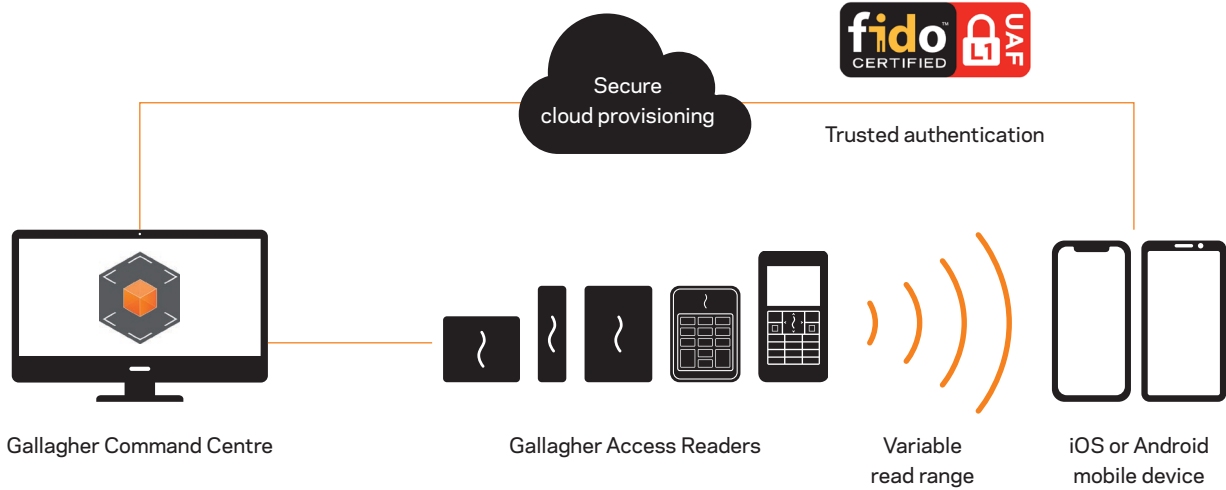 fido™
CERTIFIED
L1
UAF
Secure
cloud provisioning
Trusted authentication
Gallagher Command Centre
Gallagher Access Readers
Variable
read range
iOS or Android
mobile device